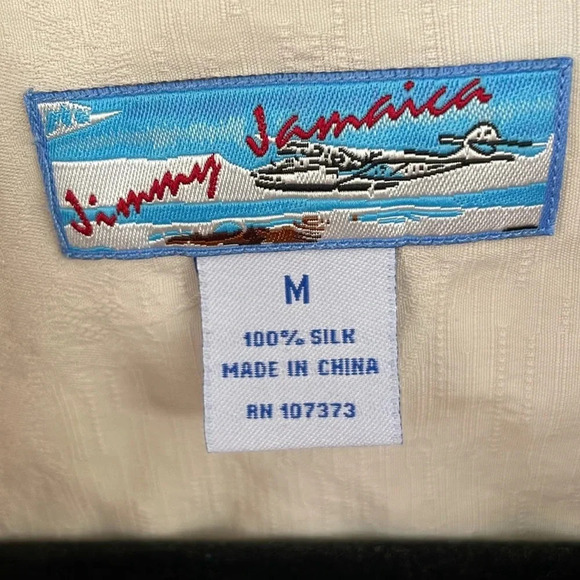 Jimmy Jamaica
M
100% SILK
MADE IN CHINA
RN 107373